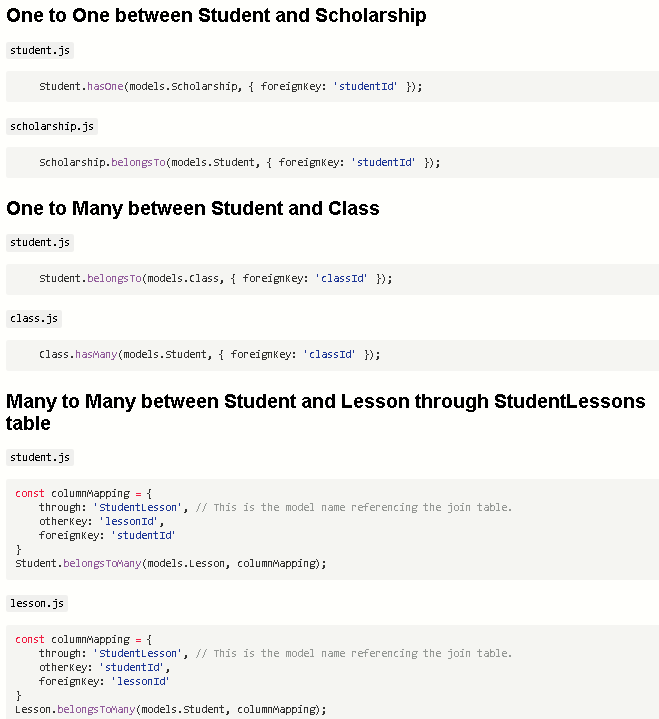 One to One between Student and Scholarship
student.js
Student.hasOne(models.Scholarship, { foreignKey: 'studentId' });
scholarship.js
Scholarship.belongsTo(models.Student, { foreignKey: 'studentId' });
One to Many between Student and Class
student.js
Student.belongsTo(models.Class, { foreignKey: 'classId' });
class.js
Class.hasMany(models.Student, { foreignKey: 'classId' });
Many to Many between Student and Lesson through StudentLessons
table
student.js
const columnMapping = {
    through: 'StudentLesson', // This is the model name referencing the join table.
    otherKey: 'lessonId',
    foreignKey: 'studentId'
}
Student.belongsToMany(models.Lesson, columnMapping);
lesson.js
const columnMapping = {
    through: 'StudentLesson', // This is the model name referencing the join table.
    otherKey: 'studentId',
    foreignKey: 'lessonId'
}
Lesson.belongsToMany(models.Student, columnMapping);